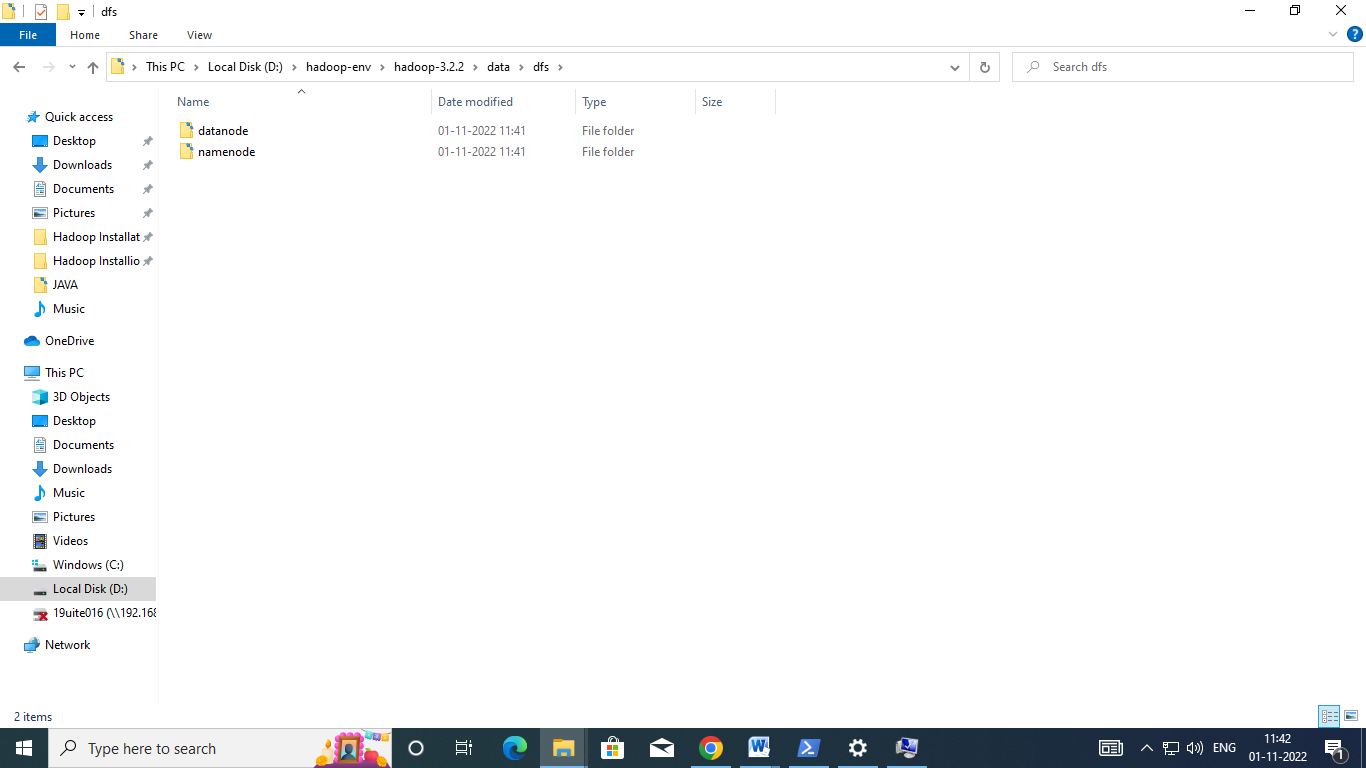 dfs
File Home Share View
This PC Local Disk (D:) hadoop-env hadoop-3.2.2 data dfs
Search dfs
Name Date modified Type Size
datanode 01-11-2022 11:41 File folder
namenode 01-11-2022 11:41 File folder
Quick access
Desktop
Downloads
Documents
Pictures
Hadoop Installat
Hadoop Installio
JAVA
Music
OneDrive
This PC
3D Objects
Desktop
Documents
Downloads
Music
Pictures
Videos
Windows (C:)
Local Disk (D:)
19uite016 (\\192.168
Network
2 items
Type here to search
ENG
11:42
01-11-2022
1